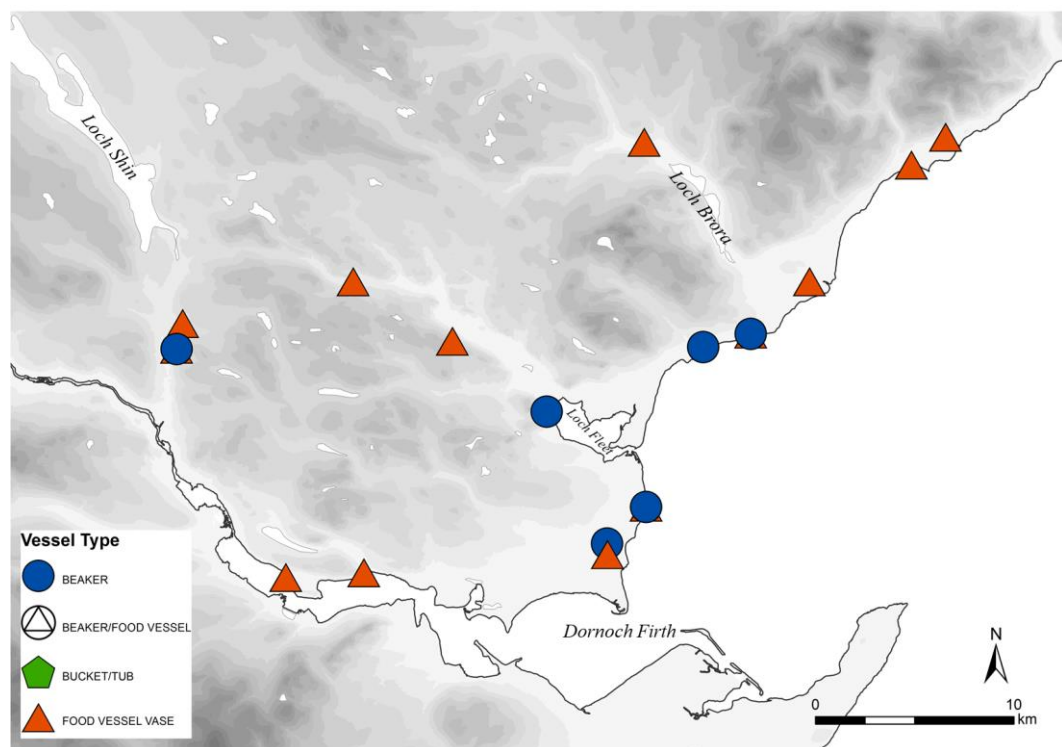 Loch Shin
Loch Brora
Loch Fleet
Dornoch Firth
Vessel Type
BEAKER
BEAKER/FOOD VESSEL
BUCKET/TUB
FOOD VESSEL VASE
N
0 10
km